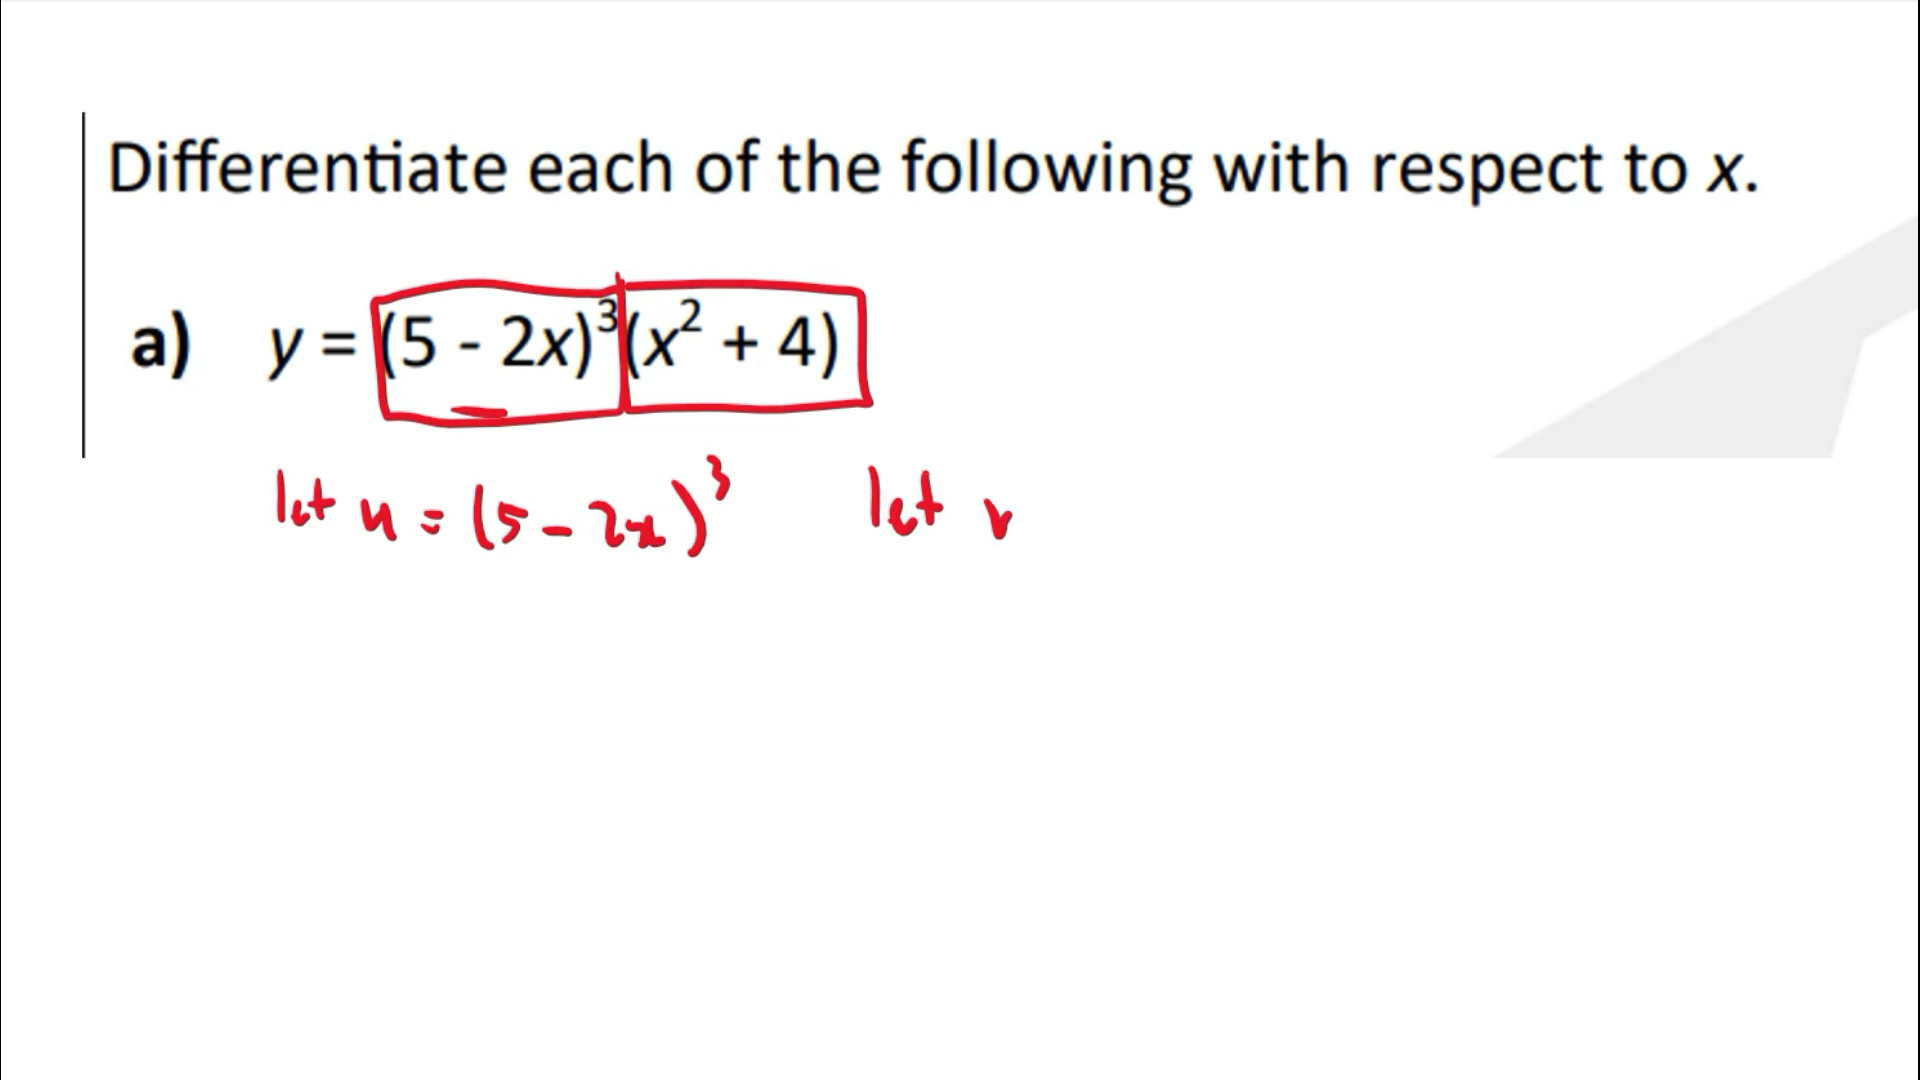 Differentiate each of the following with respect to x.
a) y = (5 - 2x)³(x² + 4)
let u = (5 - 2x)³ let v